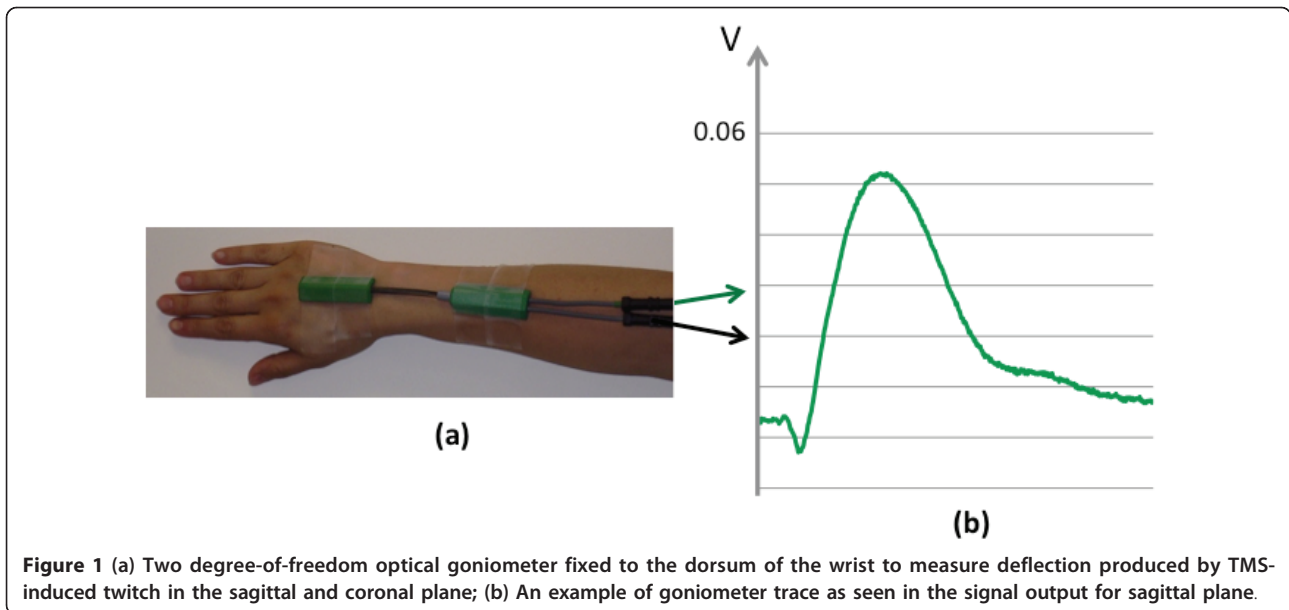 V
0.06
(a)
(b)
Figure 1 (a) Two degree-of-freedom optical goniometer fixed to the dorsum of the wrist to measure deflection produced by TMS-
induced twitch in the sagittal and coronal plane; (b) An example of goniometer trace as seen in the signal output for sagittal plane.